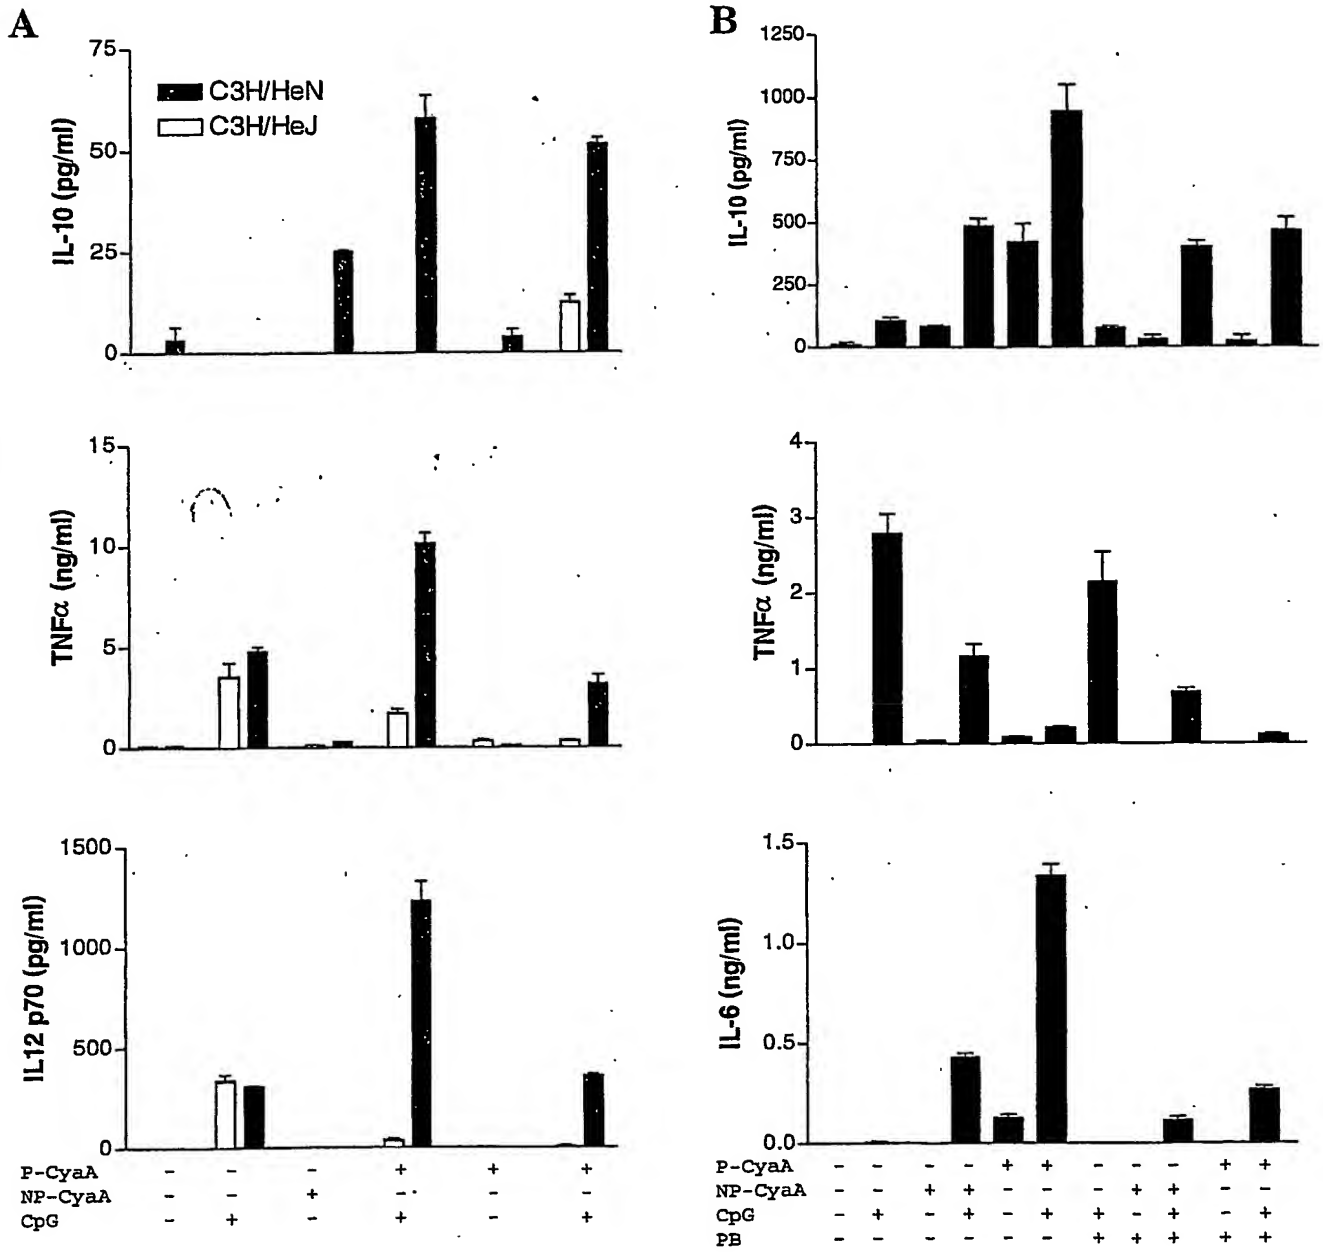 A
75
50
25
0
IL-10 (pg/ml)
C3H/HeN
C3H/HeJ
15
10
5
0
TNFα (ng/ml)
1500
1000
500
0
IL12 p70 (pg/ml)
P-CyaA - - - + + +
NP-CyaA - - + - - -
CpG - + - + - +
B
1250
1000
750
500
250
0
IL-10 (pg/ml)
4
3
2
1
0
TNFα (ng/ml)
1.5
1.0
0.5
0.0
IL-6 (ng/ml)
P-CyaA - - - - + + - - - + +
NP-CyaA - - + + - - - + + - -
CpG - + - + - + + - + - +
PB - - - - - - + + + + +